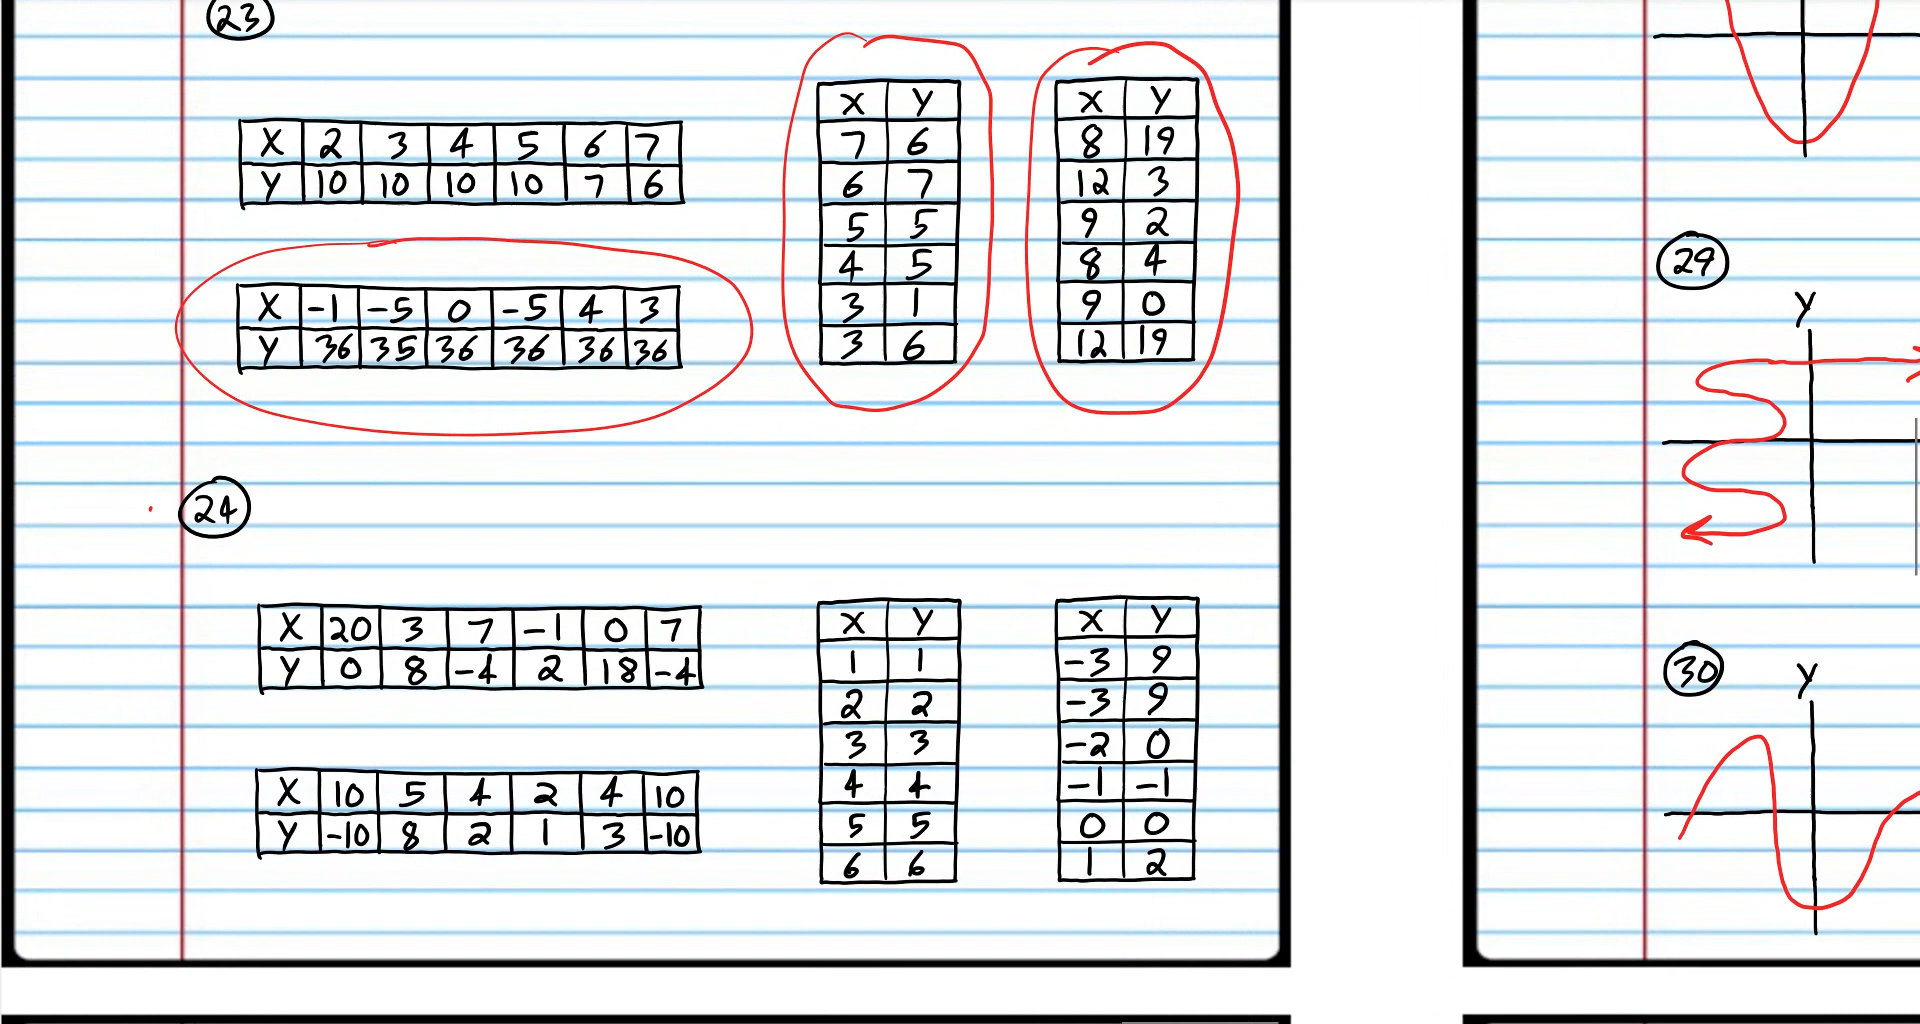 23
X 2 3 4 5 6 7
Y 10 10 10 10 7 6
X -1 -5 0 -5 4 3
Y 36 35 36 36 36 36
X Y
7 6
6 7
5 5
4 5
3 1
3 6
X Y
8 19
12 3
9 2
8 4
9 0
12 19
24
X 20 3 7 -1 0 7
Y 0 8 -4 2 18 -4
X 10 5 4 2 4 10
Y -10 8 2 1 3 -10
X Y
1 1
2 2
3 3
4 4
5 5
6 6
X Y
-3 9
-3 9
-2 0
-1 -1
0 0
1 2
29
Y
30
Y